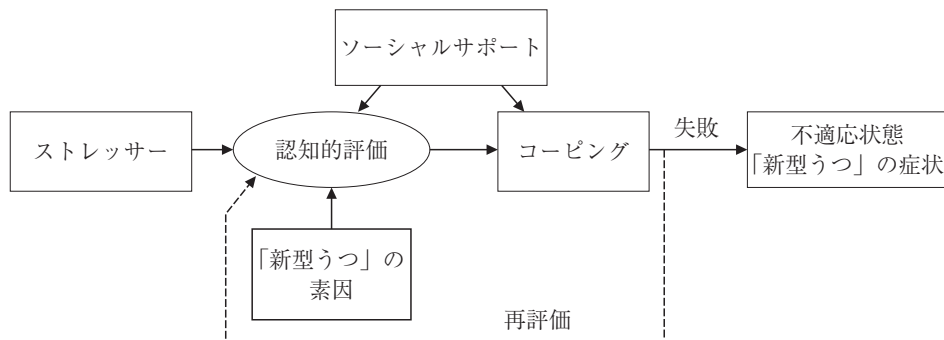 ソーシャルサポート
ストレッサー
認知的評価
コーピング
失敗
不適応状態
「新型うつ」の症状
「新型うつ」の
素因
再評価